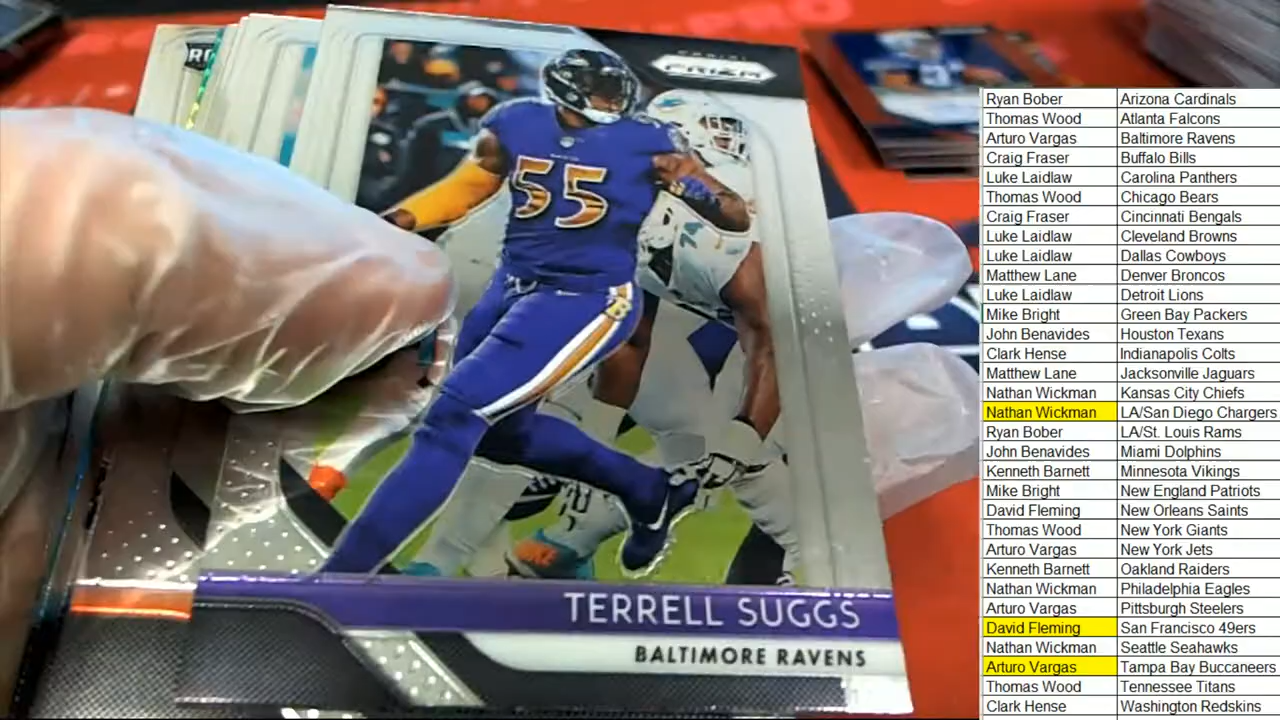 RO
PRO
PANINI
PRIZM
55
74
TERRELL SUGGS
BALTIMORE RAVENS
Ryan Bober Arizona Cardinals
Thomas Wood Atlanta Falcons
Arturo Vargas Baltimore Ravens
Craig Fraser Buffalo Bills
Luke Laidlaw Carolina Panthers
Thomas Wood Chicago Bears
Craig Fraser Cincinnati Bengals
Luke Laidlaw Cleveland Browns
Luke Laidlaw Dallas Cowboys
Matthew Lane Denver Broncos
Luke Laidlaw Detroit Lions
Mike Bright Green Bay Packers
John Benavides Houston Texans
Clark Hense Indianapolis Colts
Matthew Lane Jacksonville Jaguars
Nathan Wickman Kansas City Chiefs
Nathan Wickman LA/San Diego Chargers
Ryan Bober LA/St. Louis Rams
John Benavides Miami Dolphins
Kenneth Barnett Minnesota Vikings
Mike Bright New England Patriots
David Fleming New Orleans Saints
Thomas Wood New York Giants
Arturo Vargas New York Jets
Kenneth Barnett Oakland Raiders
Nathan Wickman Philadelphia Eagles
Arturo Vargas Pittsburgh Steelers
David Fleming San Francisco 49ers
Nathan Wickman Seattle Seahawks
Arturo Vargas Tampa Bay Buccaneers
Thomas Wood Tennessee Titans
Clark Hense Washington Redskins